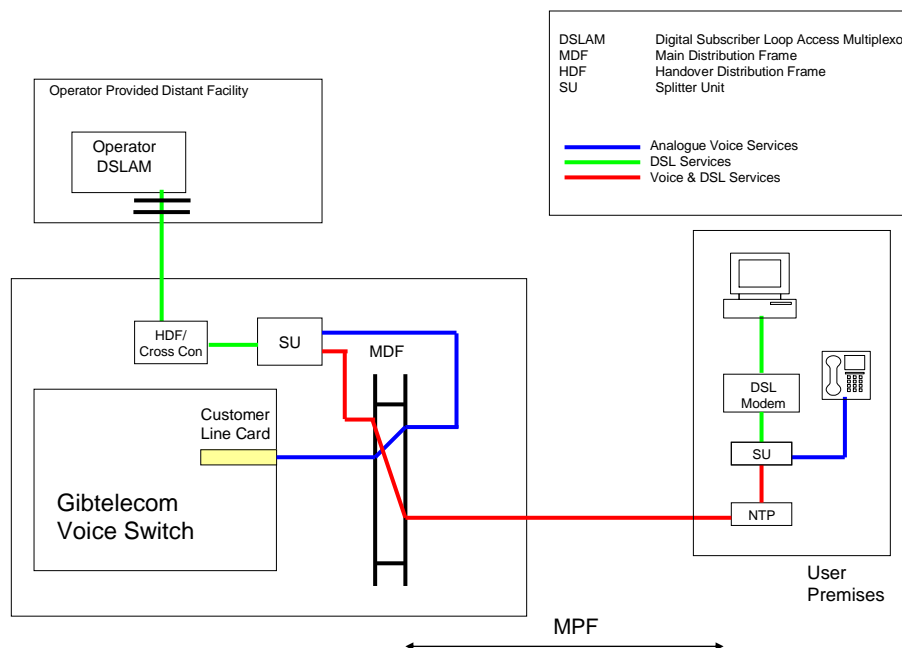 DSLAM Digital Subscriber Loop Access Multiplexo
MDF Main Distribution Frame
HDF Handover Distribution Frame
SU Splitter Unit
Analogue Voice Services
DSL Services
Voice & DSL Services
Operator Provided Distant Facility
Operator
DSLAM
HDF/
Cross Con
SU
MDF
Customer
Line Card
Gibtelecom
Voice Switch
DSL
Modem
SU
NTP
User
Premises
MPF